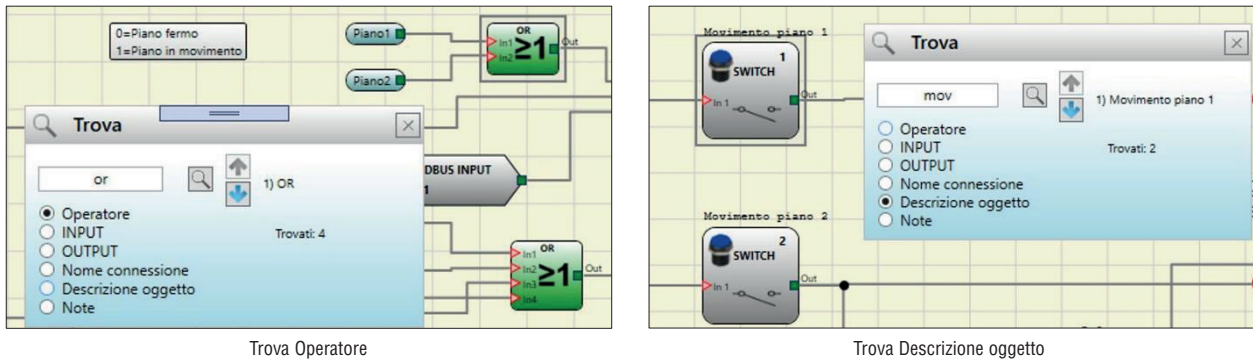 0=Piano fermo
1=Piano in movimento
Piano1
Piano2
OR
In1
In2
≥1
Out
Trova
or
1) OR
Operatore
INPUT
OUTPUT
Nome connessione
Descrizione oggetto
Note
Trovati: 4
DBUS INPUT
1
OR
In1
In2
In3
In4
≥1
Out
Trova Operatore
Movimento piano 1
1
SWITCH
In 1
Out
Trova
mov
1) Movimento piano 1
Operatore
INPUT
OUTPUT
Nome connessione
Descrizione oggetto
Note
Trovati: 2
Movimento piano 2
2
SWITCH
In 1
Out
Trova Descrizione oggetto